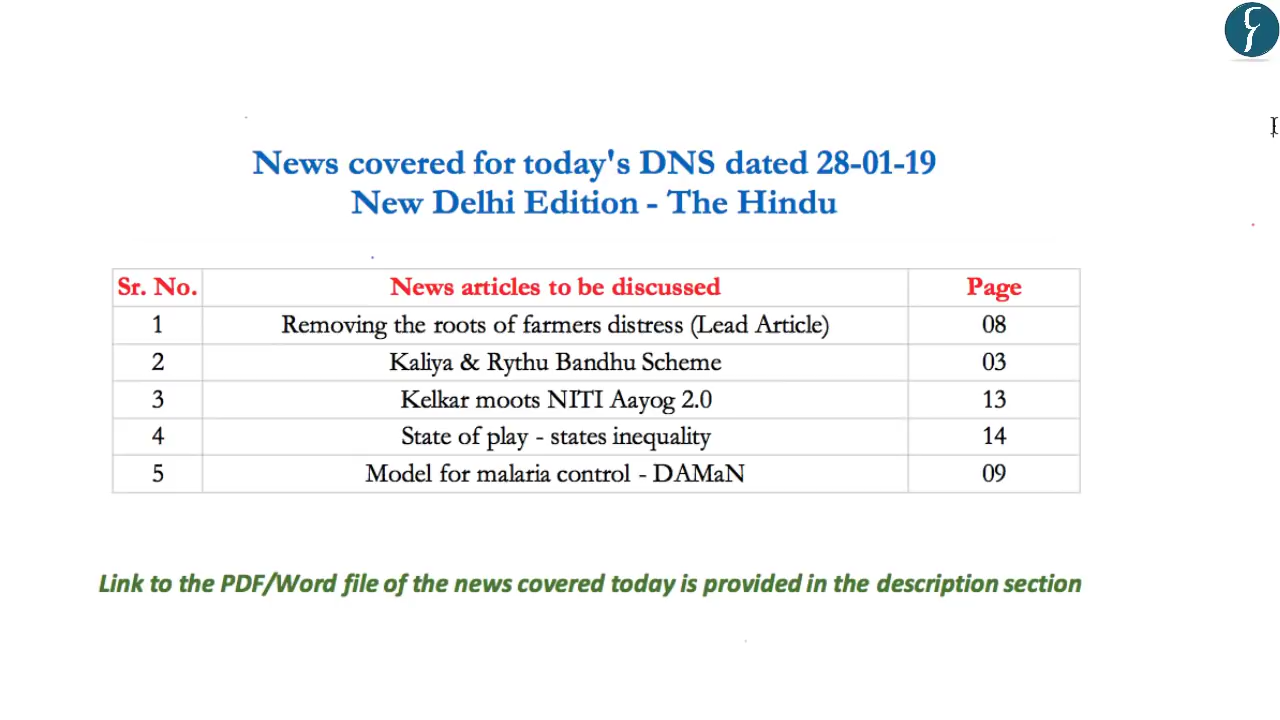 News covered for today's DNS dated 28-01-19
New Delhi Edition - The Hindu
Sr. No. News articles to be discussed Page
1 Removing the roots of farmers distress (Lead Article) 08
2 Kaliya & Rythu Bandhu Scheme 03
3 Kelkar moots NITI Aayog 2.0 13
4 State of play - states inequality 14
5 Model for malaria control - DAMaN 09
Link to the PDF/Word file of the news covered today is provided in the description section